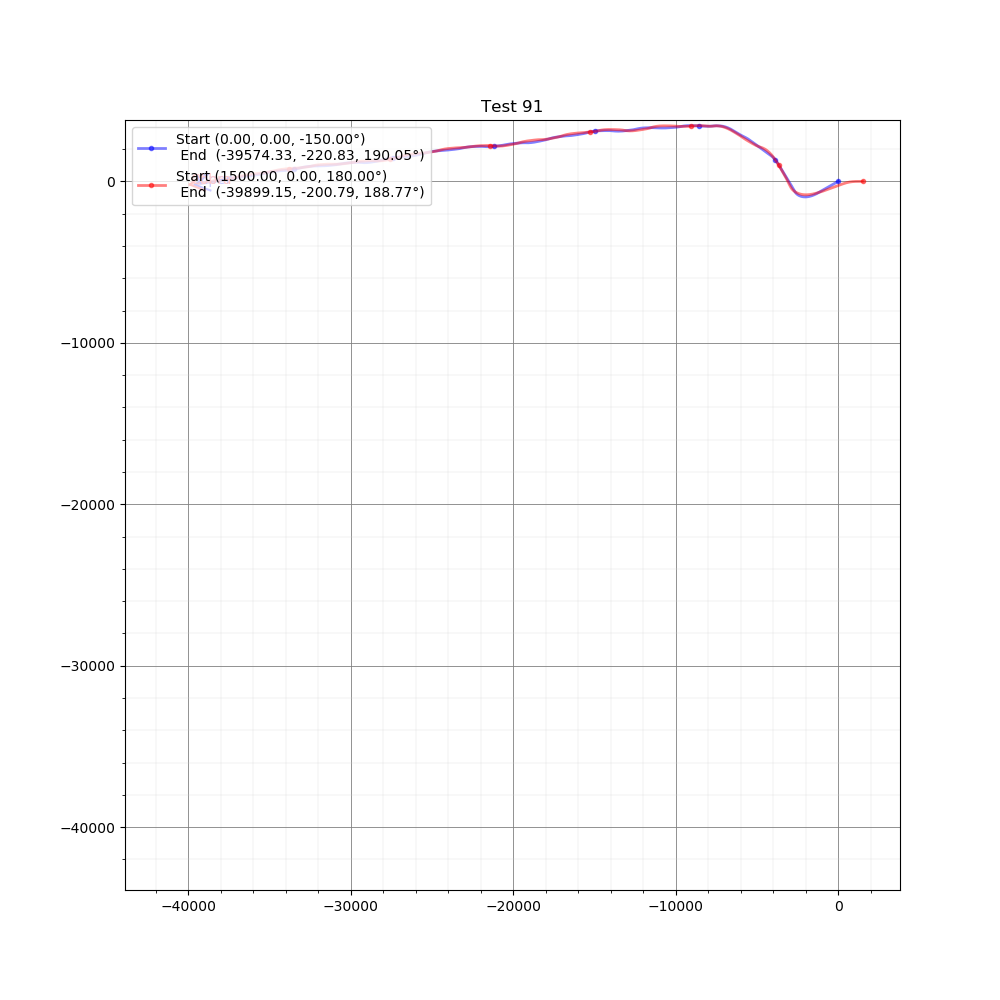 Test 91
Start (0.00, 0.00, -150.00°)
End (-39574.33, -220.83, 190.05°)
Start (1500.00, 0.00, 180.00°)
End (-39899.15, -200.79, 188.77°)
0
−10000
−20000
−30000
−40000
−40000
−30000
−20000
−10000
0